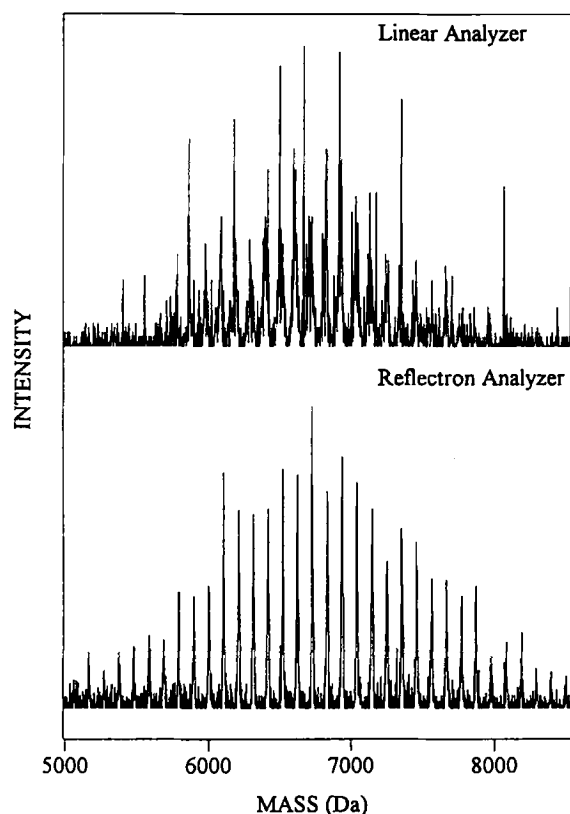 Linear Analyzer
INTENSITY
Reflectron Analyzer
5000 6000 7000 8000
MASS (Da)